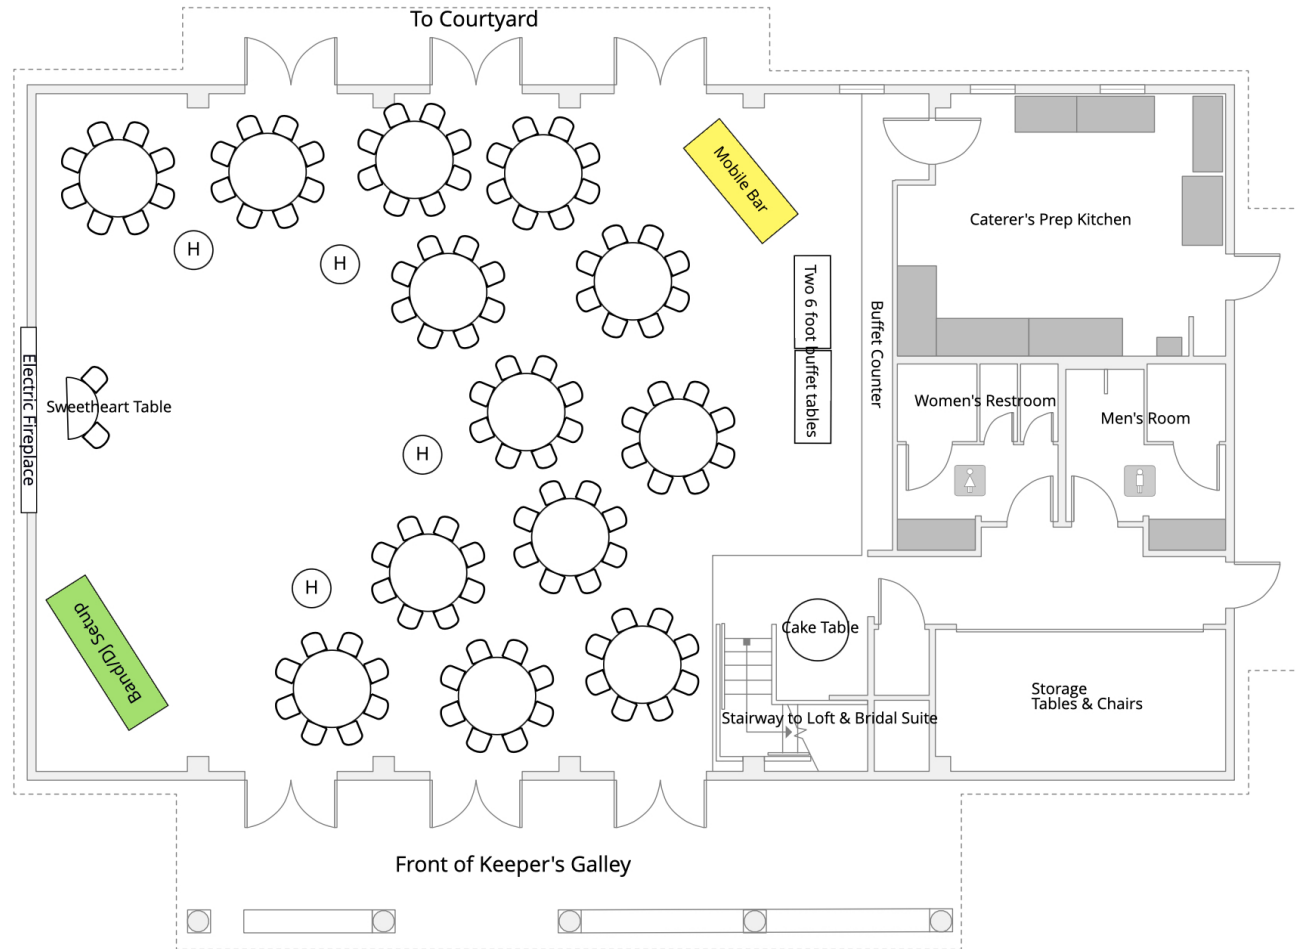 To Courtyard
Mobile Bar
Caterer's Prep Kitchen
H
H
Two 6 foot buffet tables
Buffet Counter
Electric Fireplace
Sweetheart Table
Women's Restroom
Men's Room
H
H
Band/DJ Setup
Cake Table
Storage
Tables & Chairs
Stairway to Loft & Bridal Suite
Front of Keeper's Galley